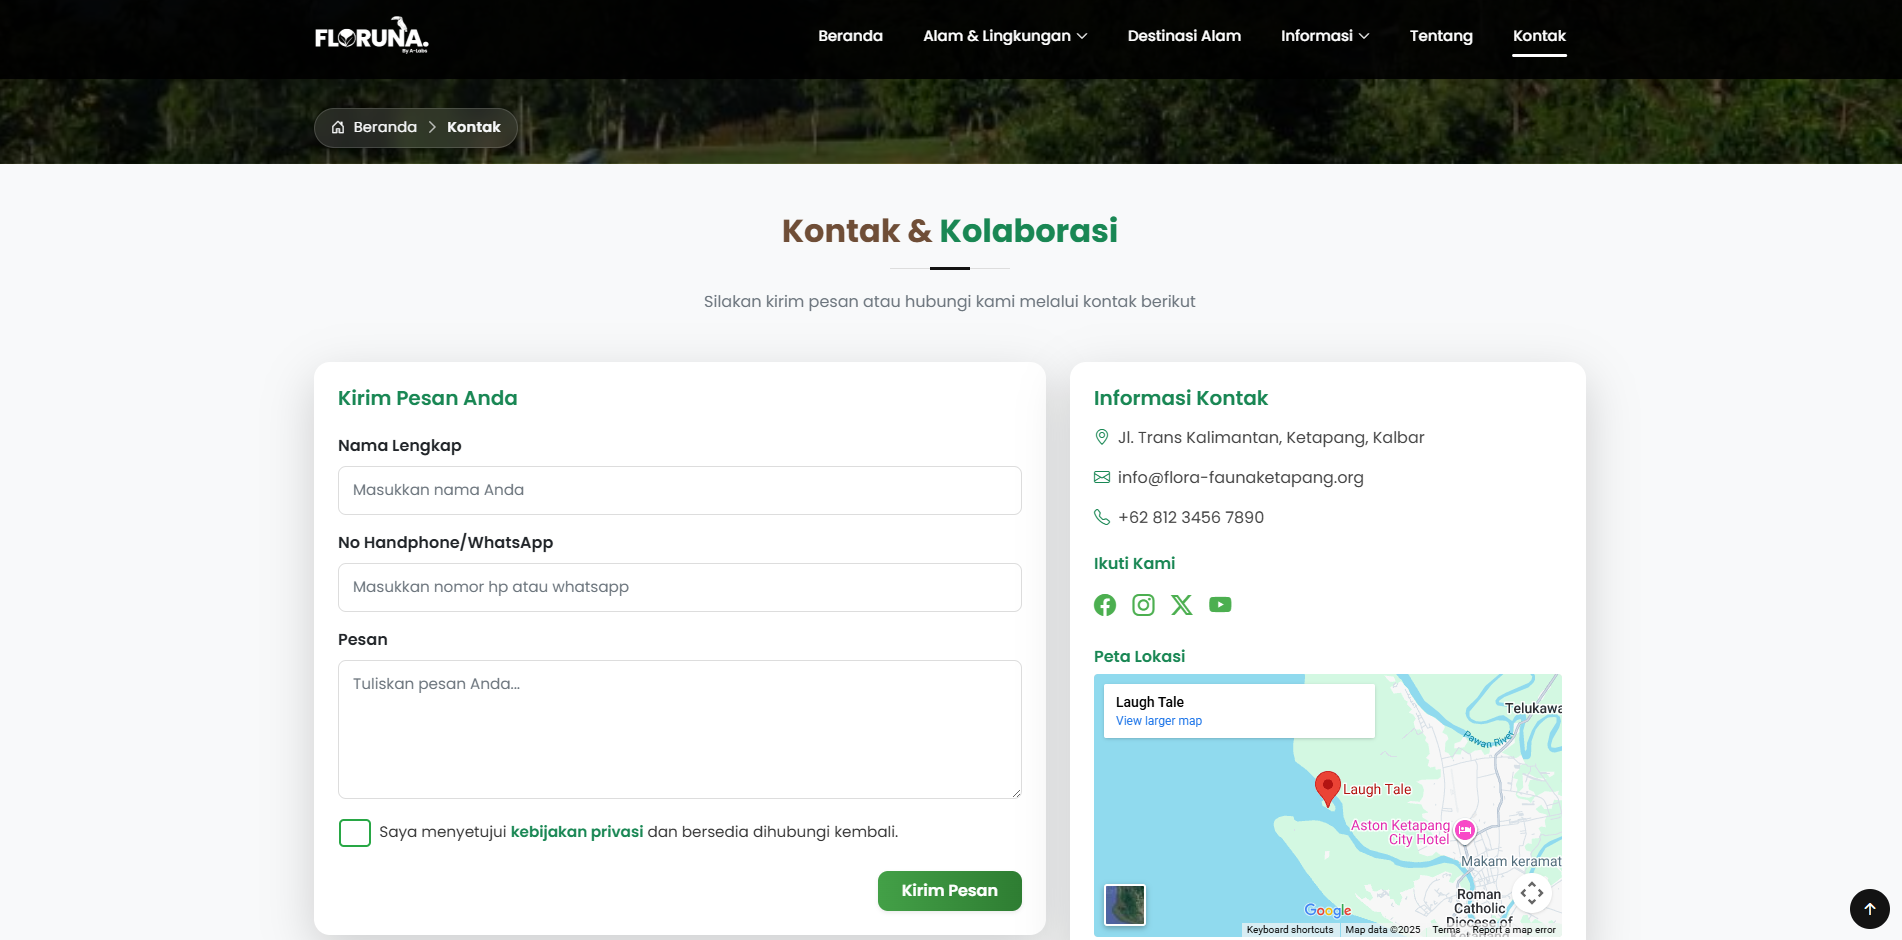 FLORUNA.
By A-Labs
Beranda
Alam & Lingkungan
Destinasi Alam
Informasi
Tentang
Kontak
Beranda
Kontak
Kontak & Kolaborasi
Silakan kirim pesan atau hubungi kami melalui kontak berikut
Kirim Pesan Anda
Nama Lengkap
Masukkan nama Anda
No Handphone/WhatsApp
Masukkan nomor hp atau whatsapp
Pesan
Tuliskan pesan Anda...
Saya menyetujui kebijakan privasi dan bersedia dihubungi kembali.
Kirim Pesan
Informasi Kontak
Jl. Trans Kalimantan, Ketapang, Kalbar
info@flora-faunaketapang.org
+62 812 3456 7890
Ikuti Kami
Peta Lokasi
Laugh Tale
View larger map
Telukawa
Pawan River
Laugh Tale
Aston Ketapang
City Hotel
Makam keramat
Roman
Catholic
Diocese of
Ketapang
Google
Keyboard shortcuts
Map data ©2025
Terms
Report a map error